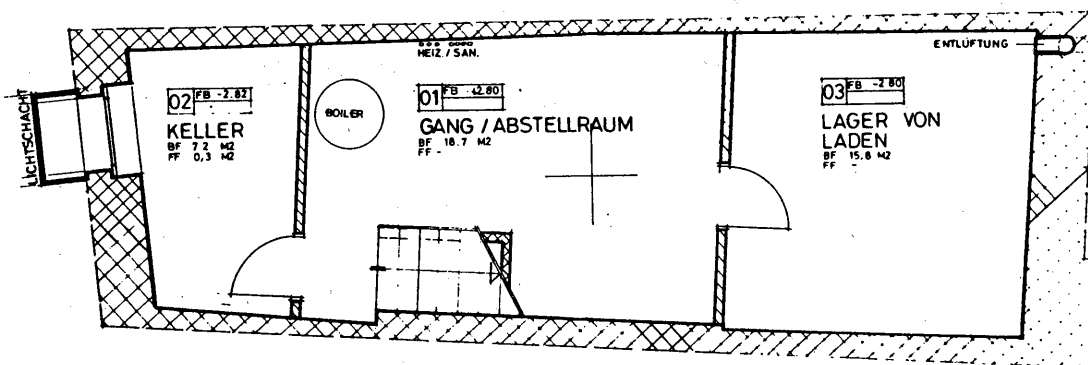 LICHTSCHACHT
02 FB -2.82
KELLER
BF 7.2 M2
FF 0,3 M2
HEIZ./SAN.
BOILER
01 FB -2.80
GANG / ABSTELLRAUM
BF 18.7 M2
FF -
ENTLÜFTUNG
03 FB -2.80
LAGER VON
LADEN
BF 15.8 M2
FF -